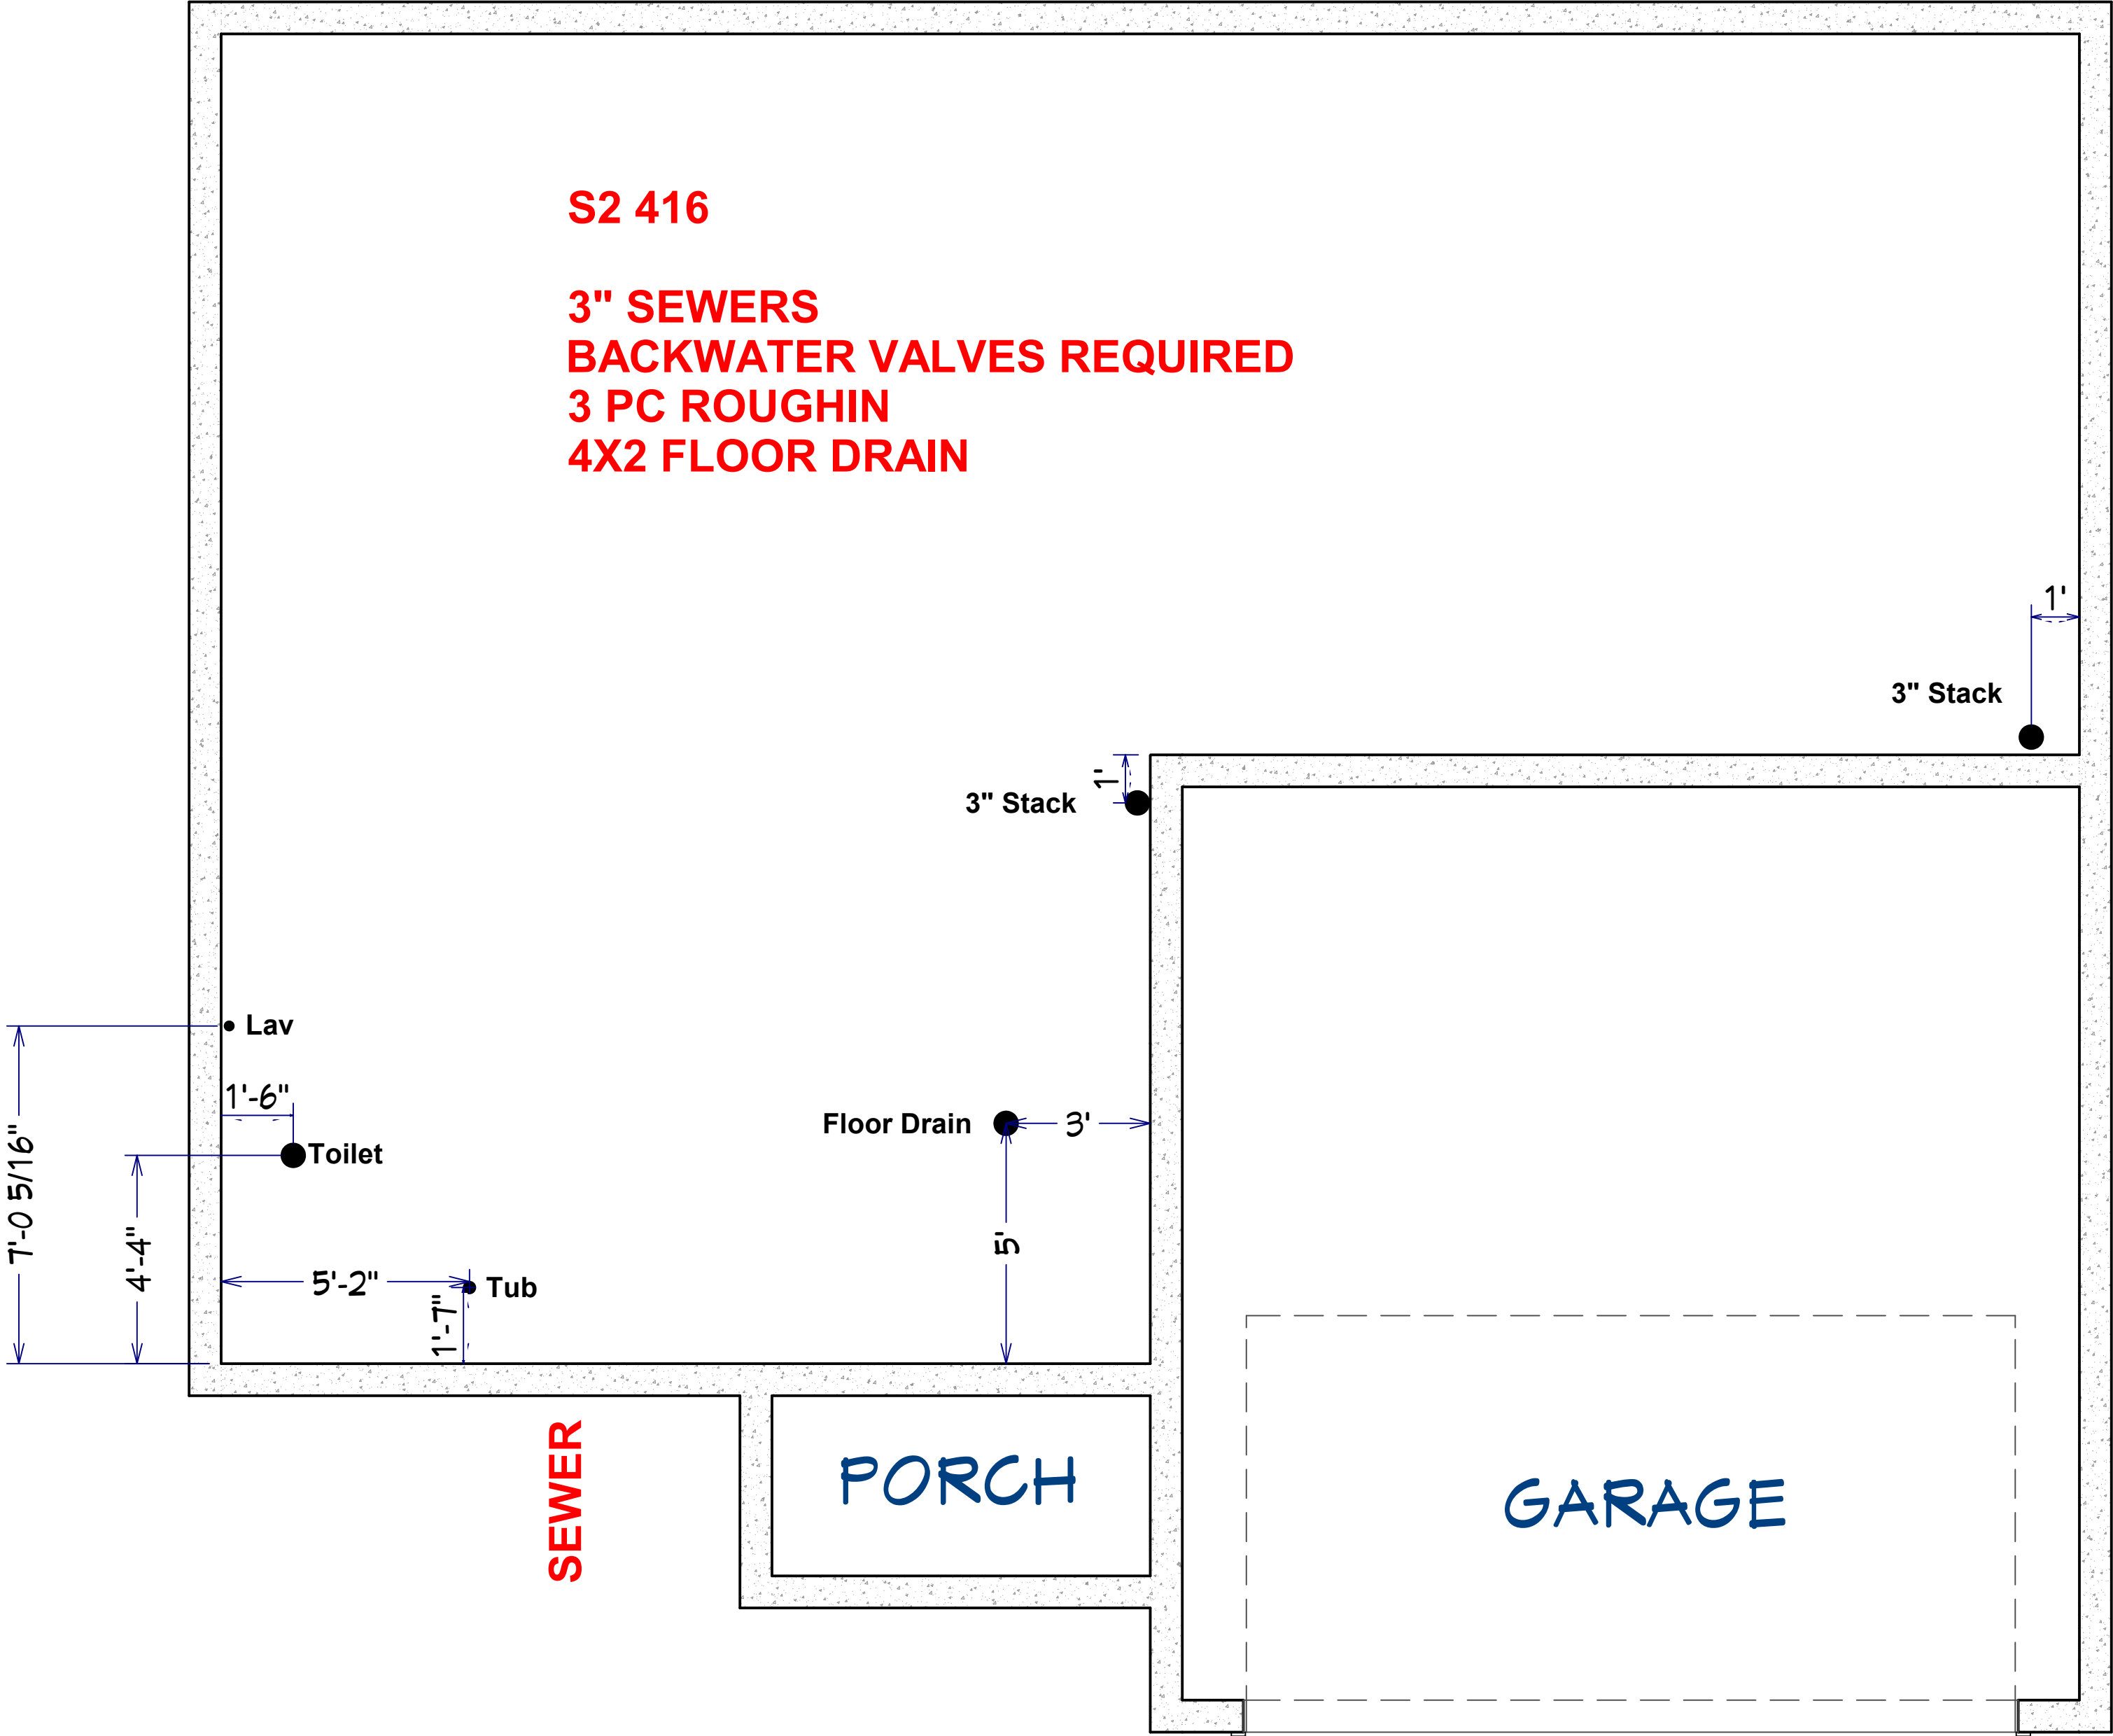 S2 416
3" SEWERS
BACKWATER VALVES REQUIRED
3 PC ROUGHIN
4X2 FLOOR DRAIN
1'
3" Stack
1'
3" Stack
Lav
1'-6"
Floor Drain
3'
Toilet
7'-0 5/16"
4'-4"
5'
5'-2"
Tub
1'-7"
SEWER
PORCH
GARAGE